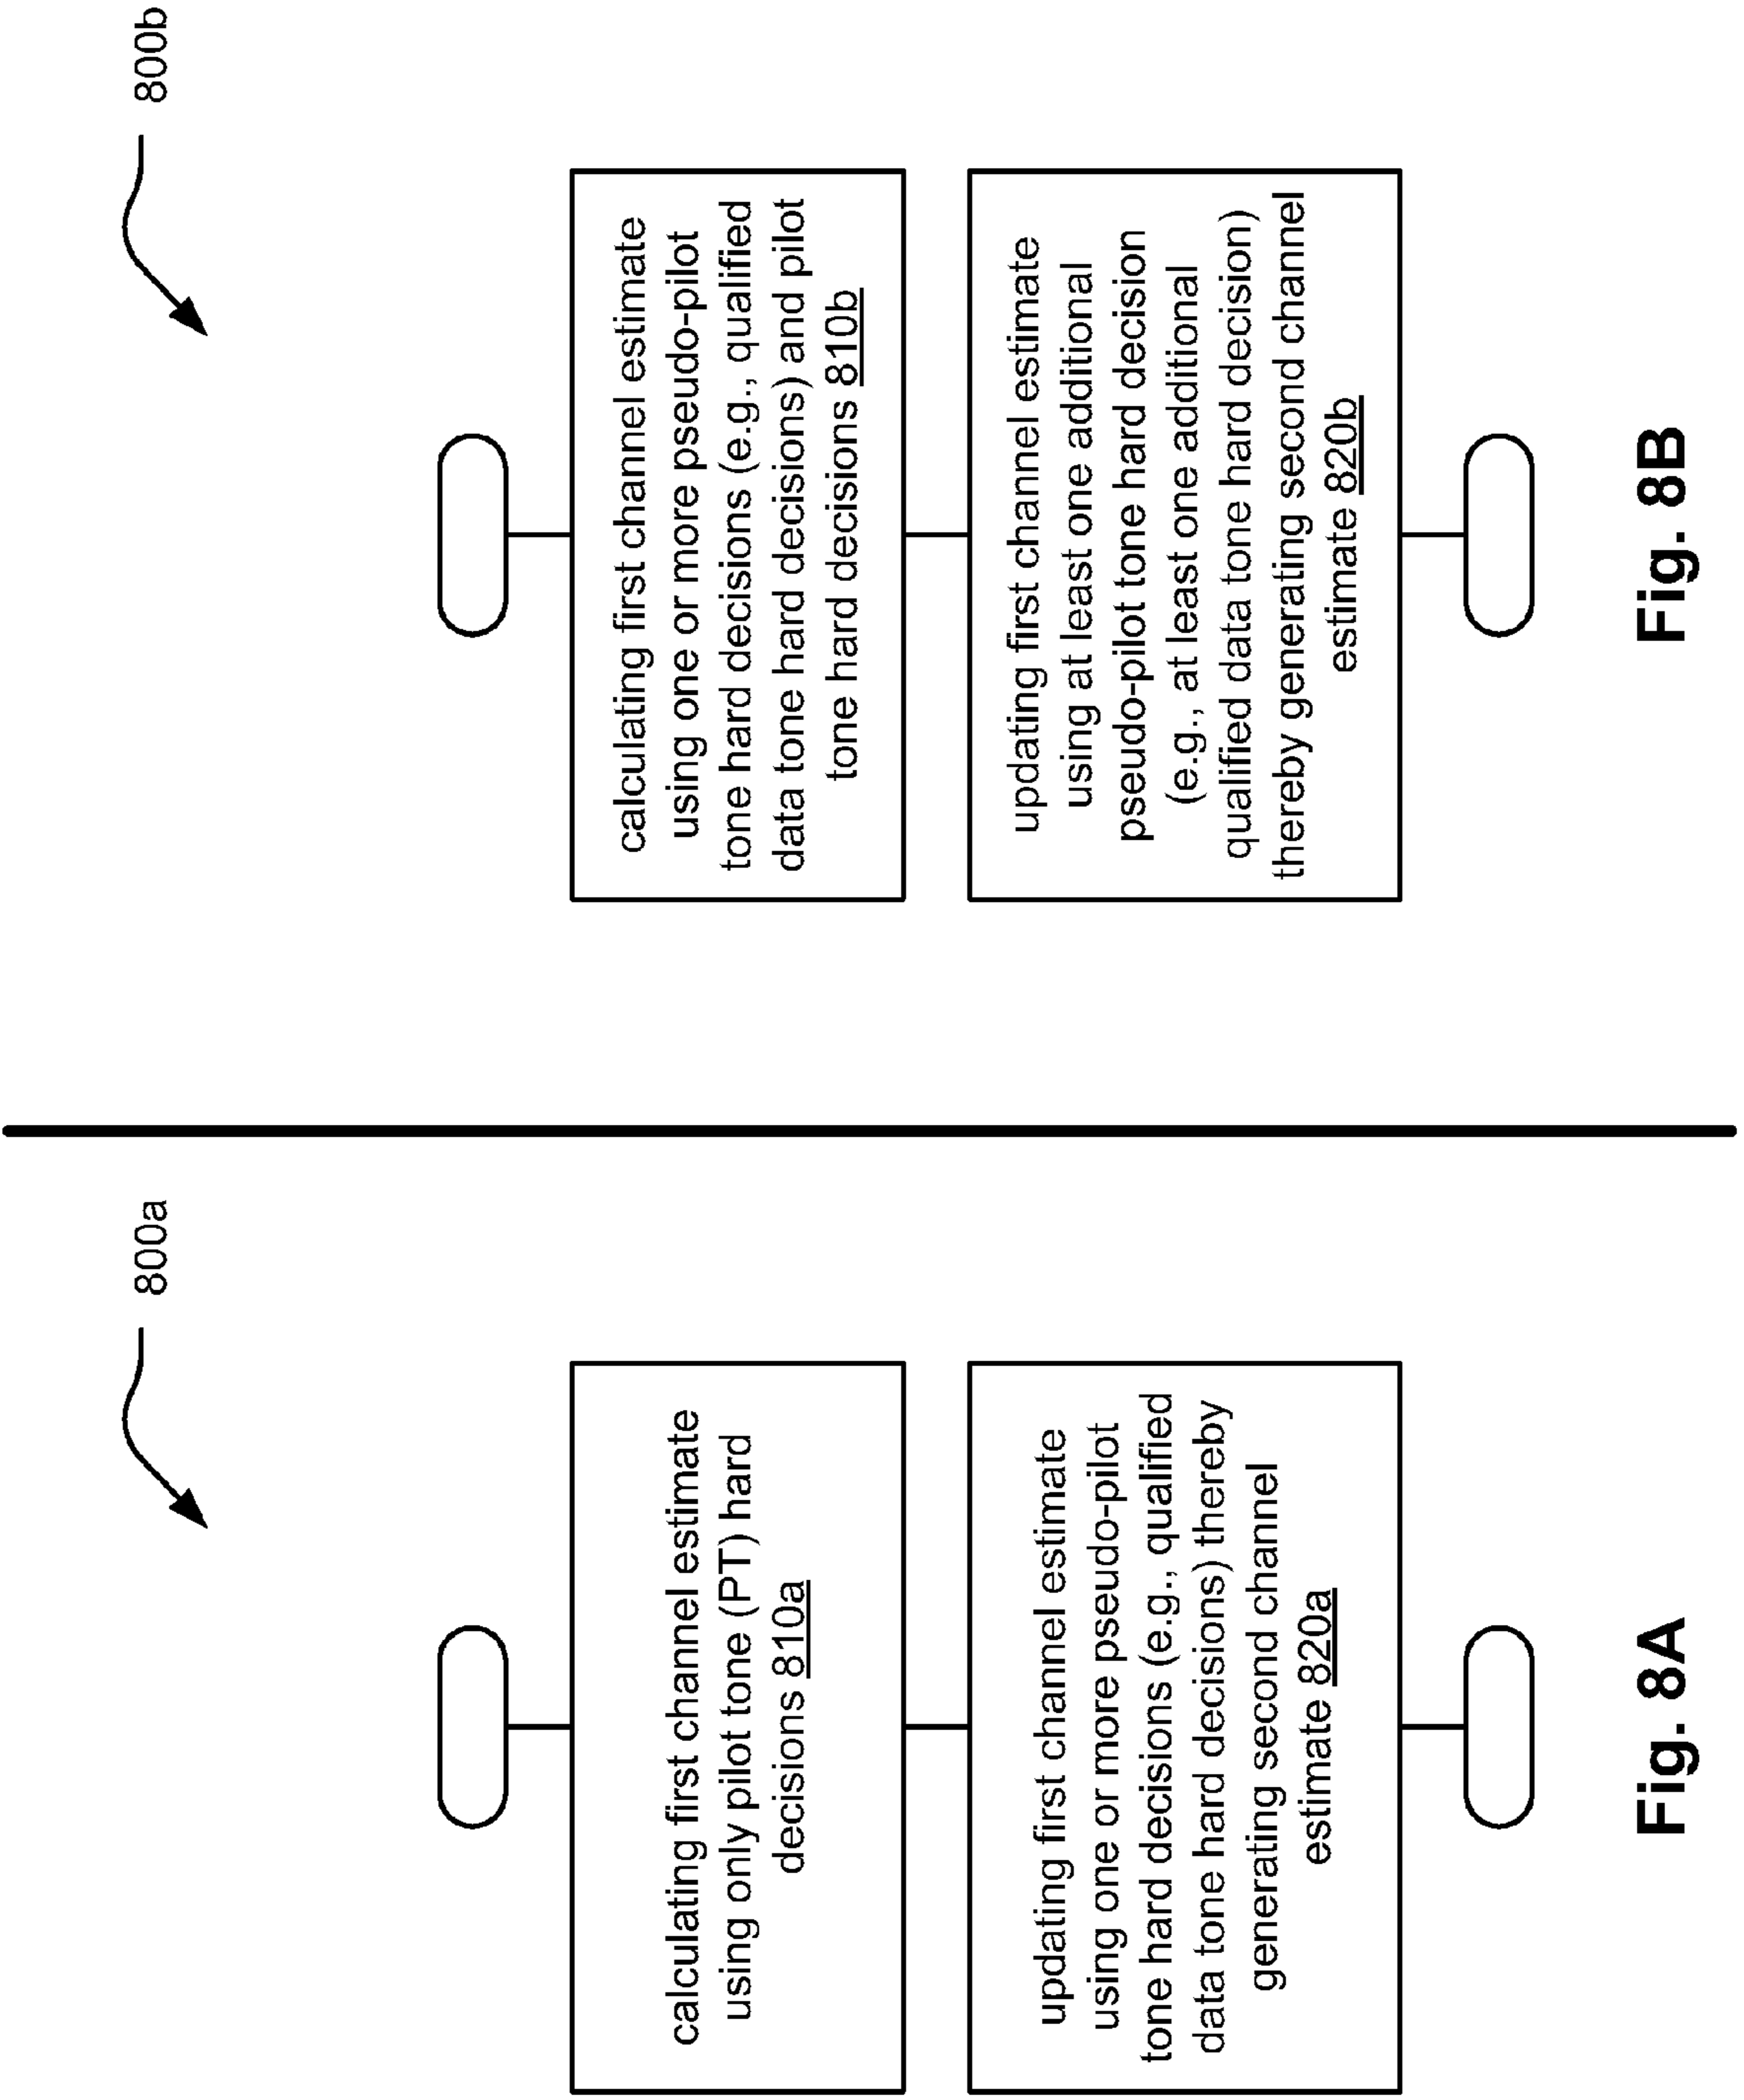 800a
calculating first channel estimate
using only pilot tone (PT) hard
decisions 810a
updating first channel estimate
using one or more pseudo-pilot
tone hard decisions (e.g., qualified
data tone hard decisions) thereby
generating second channel
estimate 820a
Fig. 8A
800b
calculating first channel estimate
using one or more pseudo-pilot
tone hard decisions (e.g., qualified
data tone hard decisions) and pilot
tone hard decisions 810b
updating first channel estimate
using at least one additional
pseudo-pilot tone hard decision
(e.g., at least one additional
qualified data tone hard decision)
thereby generating second channel
estimate 820b
Fig. 8B